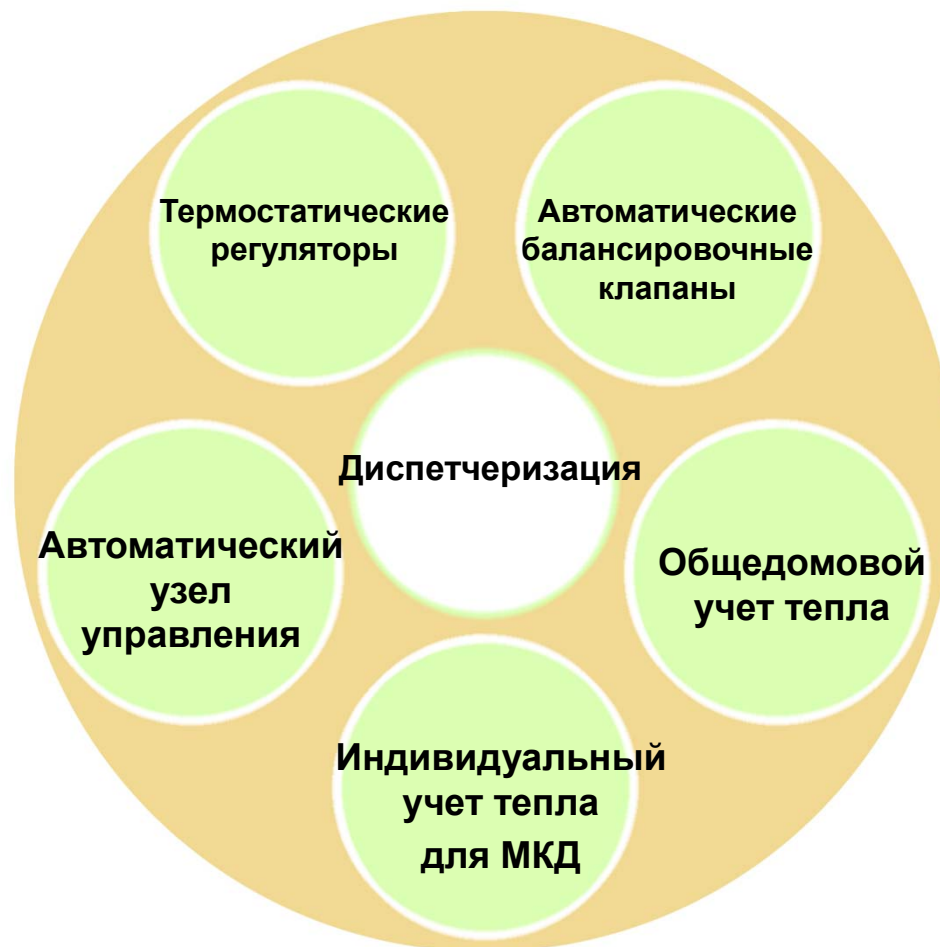 Термостатические
регуляторы
Автоматические
балансировочные
клапаны
Диспетчеризация
Автоматический
узел
управления
Общедомовой
учет тепла
Индивидуальный
учет тепла
для МКД